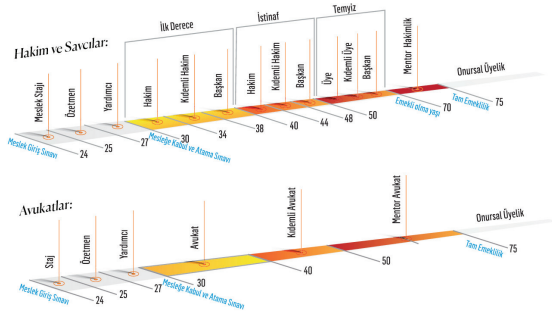 Hakim ve Savcılar:
İlk Derece
İstinaf
Temyiz
Meslek Stajı
Özetmen
Yardımcı
Hakim
Kıdemli Hakim
Başkan
Hakim
Kıdemli Hakim
Başkan
Üye
Kıdemli Üye
Başkan
Mentor Hakimlik
Onursal Üyelik
Meslek Giriş Sınavı
24
25
27
Mesleğe Kabul ve Atama Sınavı
30
34
38
40
44
48
50
Emekli olma yaşı
70
Tam Emeklilik
75
Avukatlar:
Staj
Özetmen
Yardımcı
Avukat
Kıdemli Avukat
Mentor Avukat
Onursal Üyelik
Meslek Giriş Sınavı
24
25
27
Mesleğe Kabul ve Atama Sınavı
30
40
50
Tam Emeklilik
75